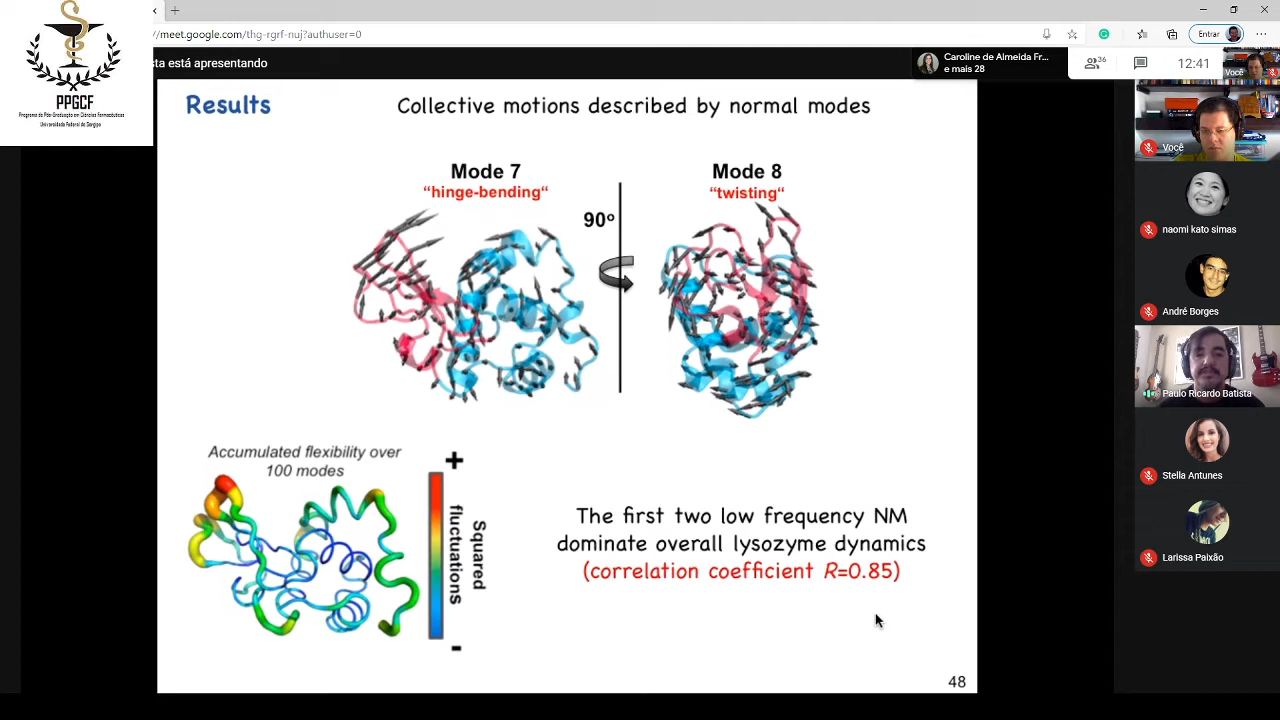 //meet.google.com/thg-rgrf-nuj?authuser=0
Entrar
PPGCF
Programa de Pós-Graduação em Ciências Farmacêuticas
Universidade Federal de Sergipe
sta está apresentando
Caroline de Almeida Fr...
e mais 28
36
12:41
Você
Results
Collective motions described by normal modes
Mode 7
"hinge-bending"
90º
Mode 8
"twisting"
Accumulated flexibility over
100 modes
+
Squared
fluctuations
-
The first two low frequency NM
dominate overall lysozyme dynamics
(correlation coefficient R=0.85)
48
Você
naomi kato simas
André Borges
Paulo Ricardo Batista
Stella Antunes
Larissa Paixão